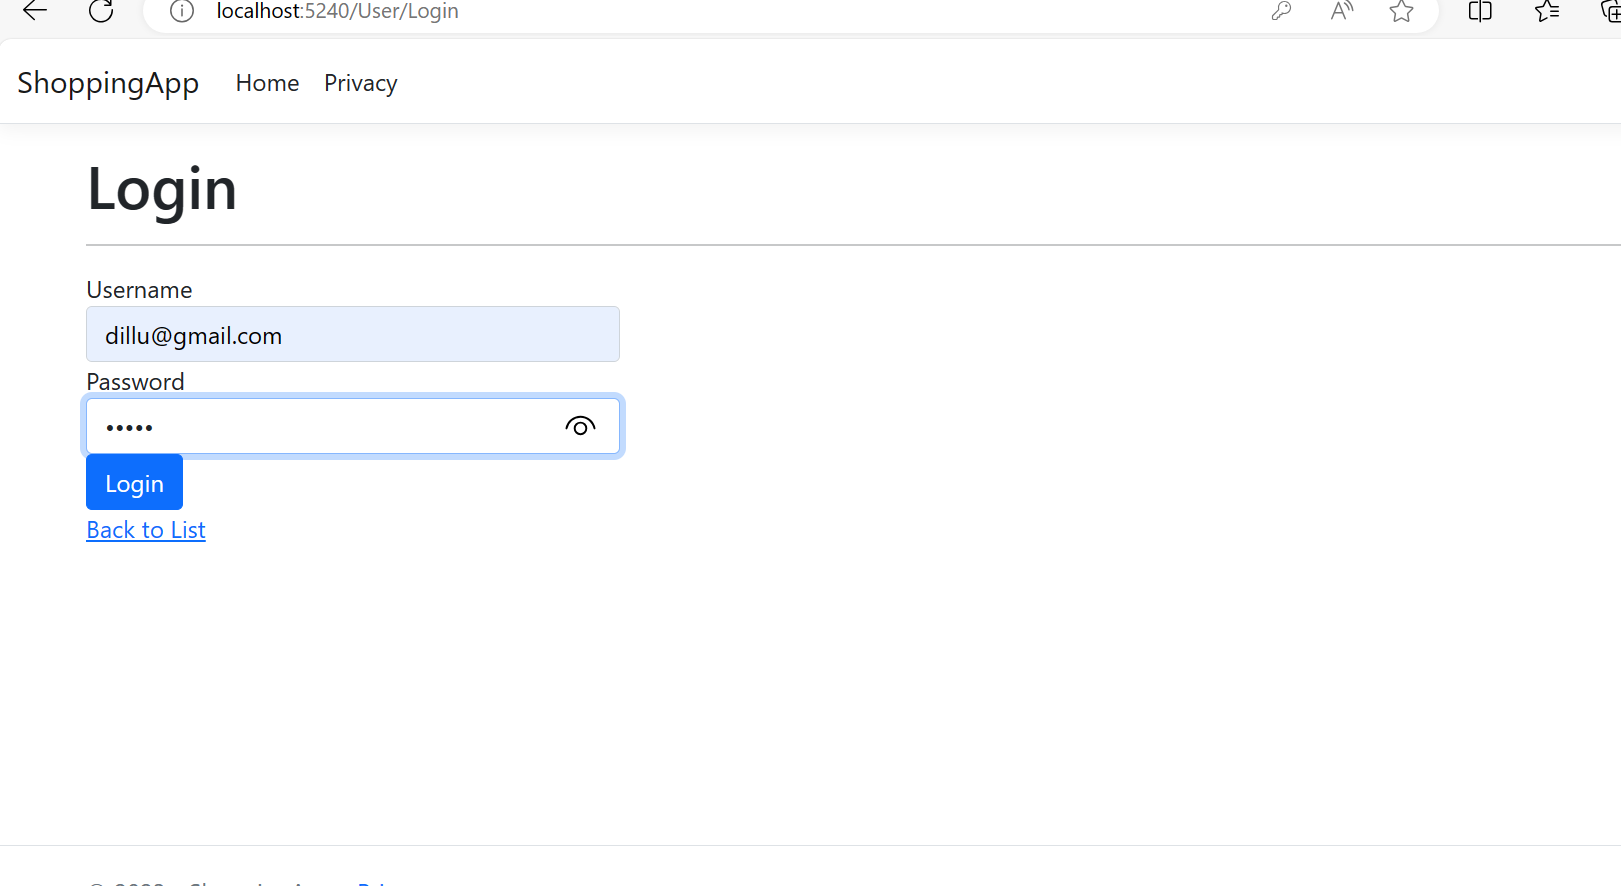 localhost:5240/User/Login
ShoppingApp Home Privacy
Login
Username
dillu@gmail.com
Password
•••••
Login
Back to List